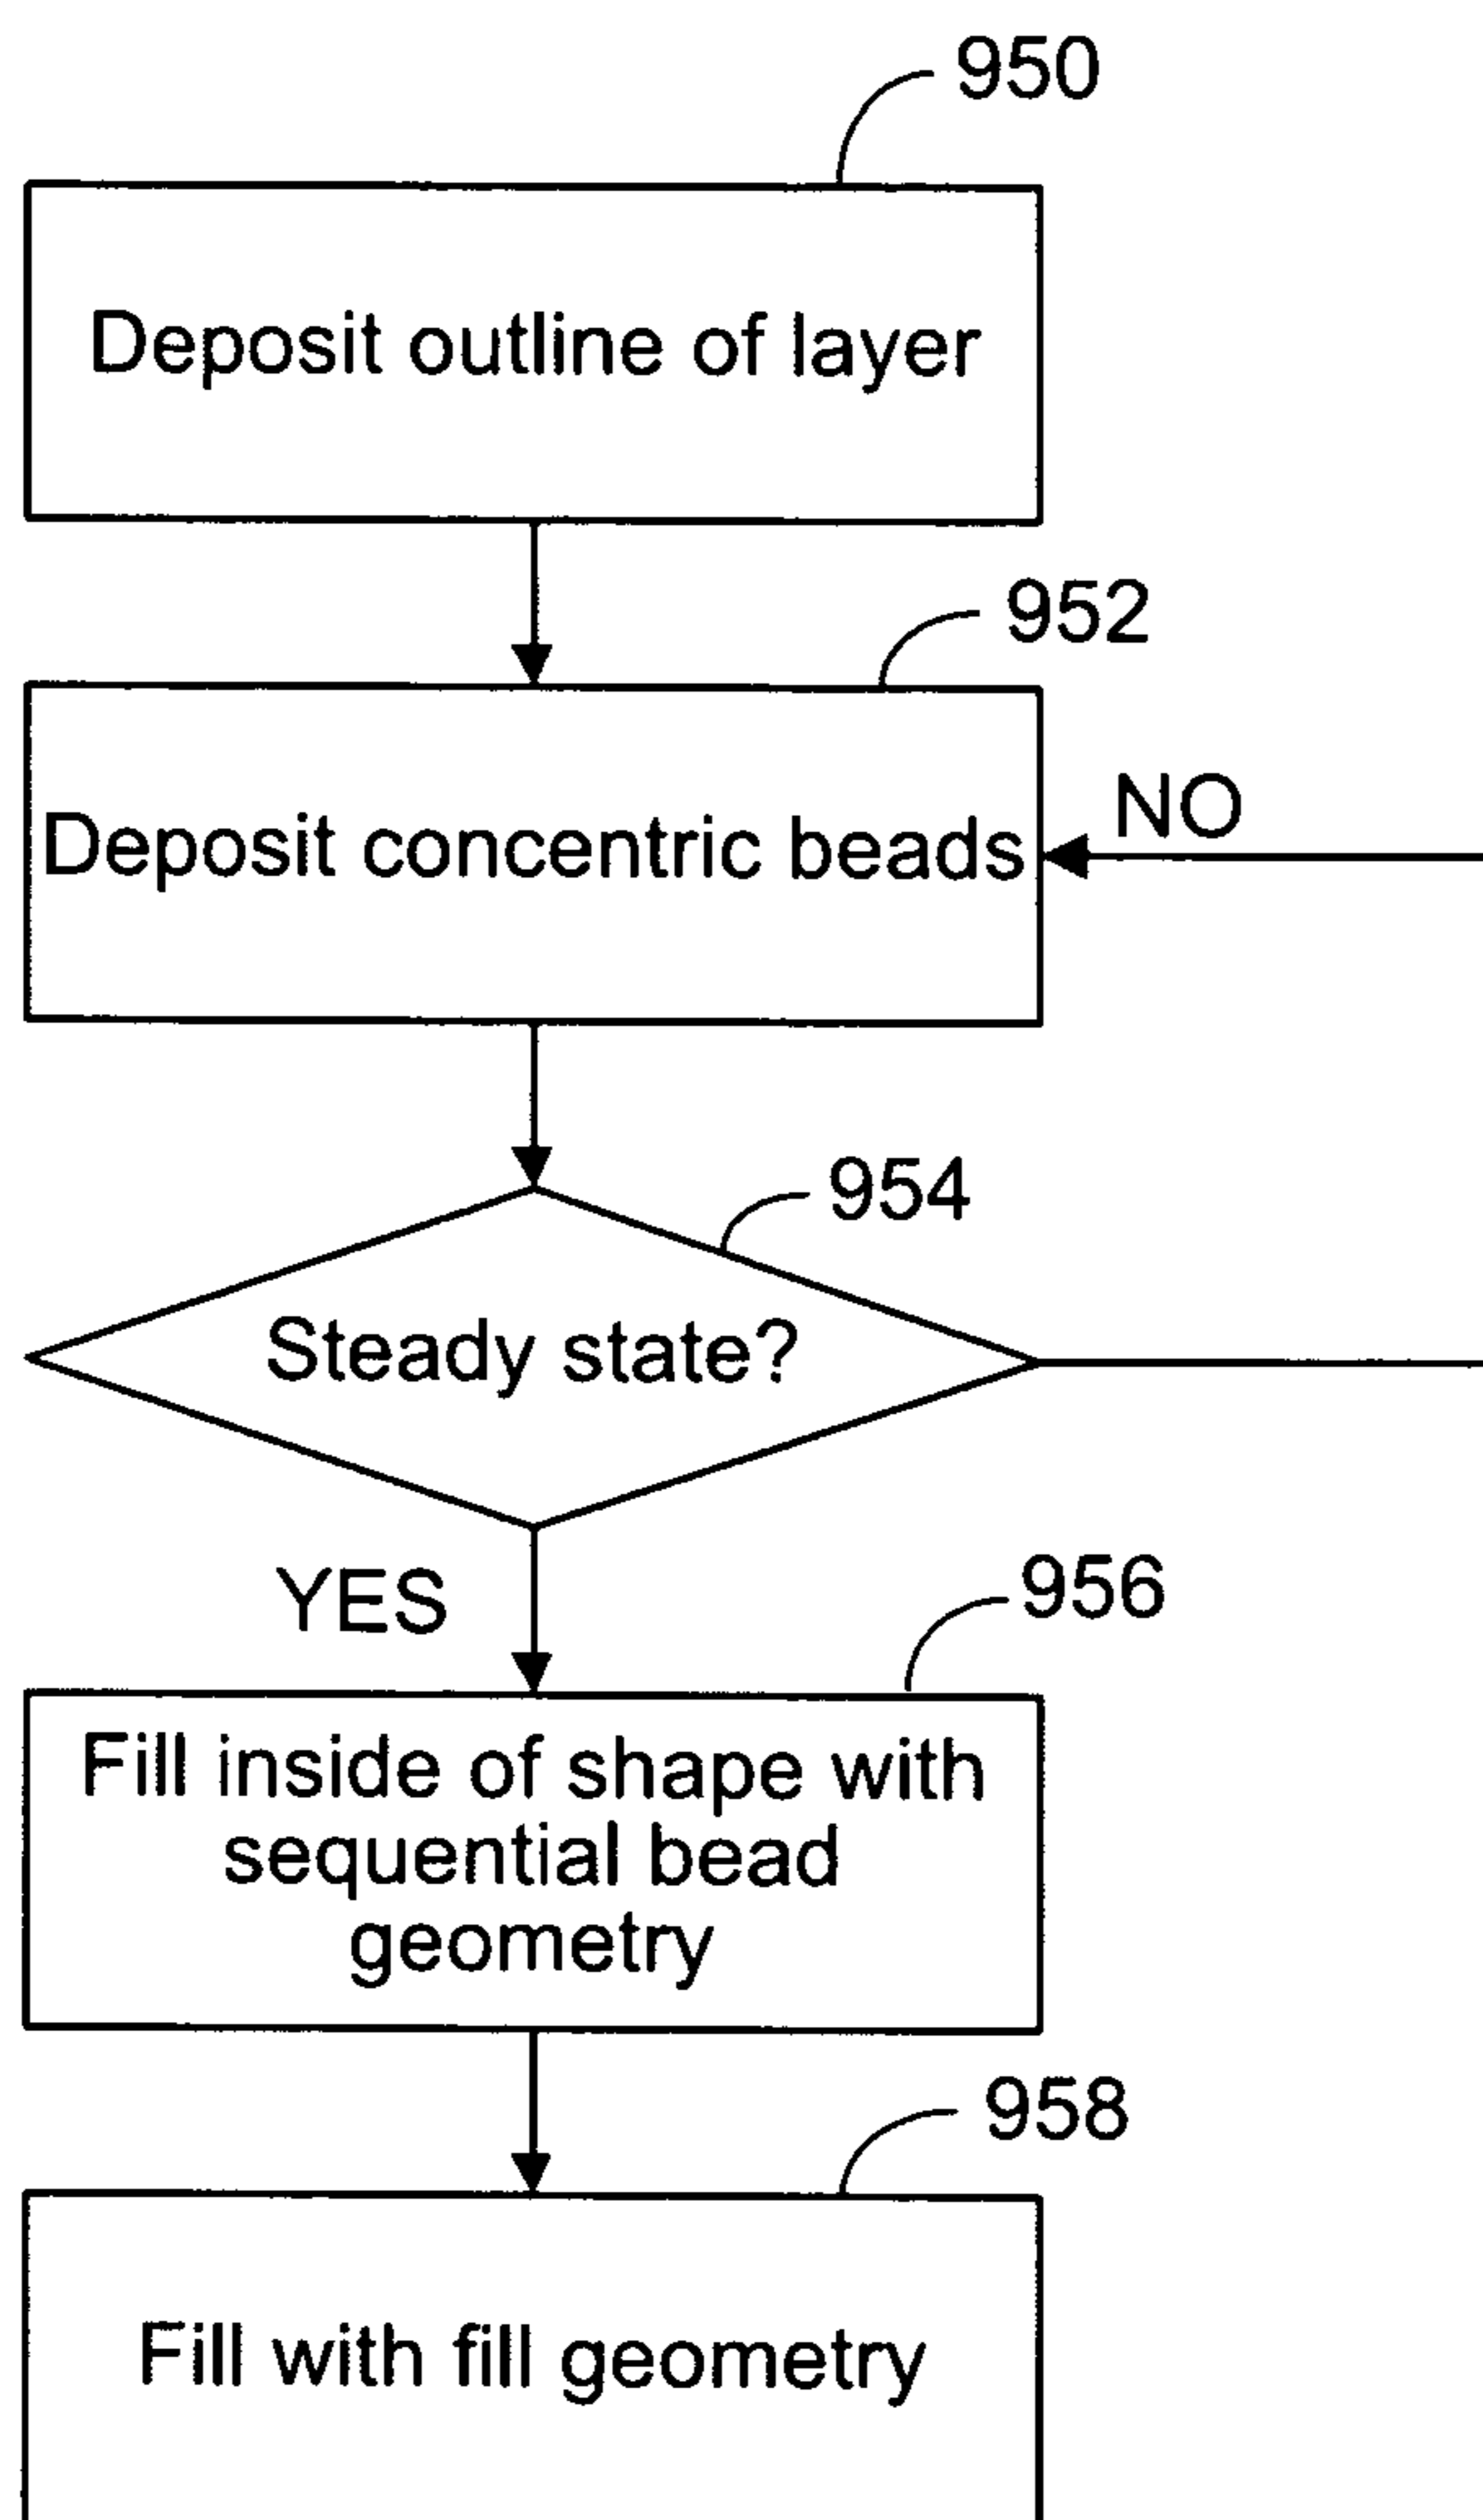 950
Deposit outline of layer
952
Deposit concentric beads
NO
954
Steady state?
YES
956
Fill inside of shape with
sequential bead
geometry
958
Fill with fill geometry